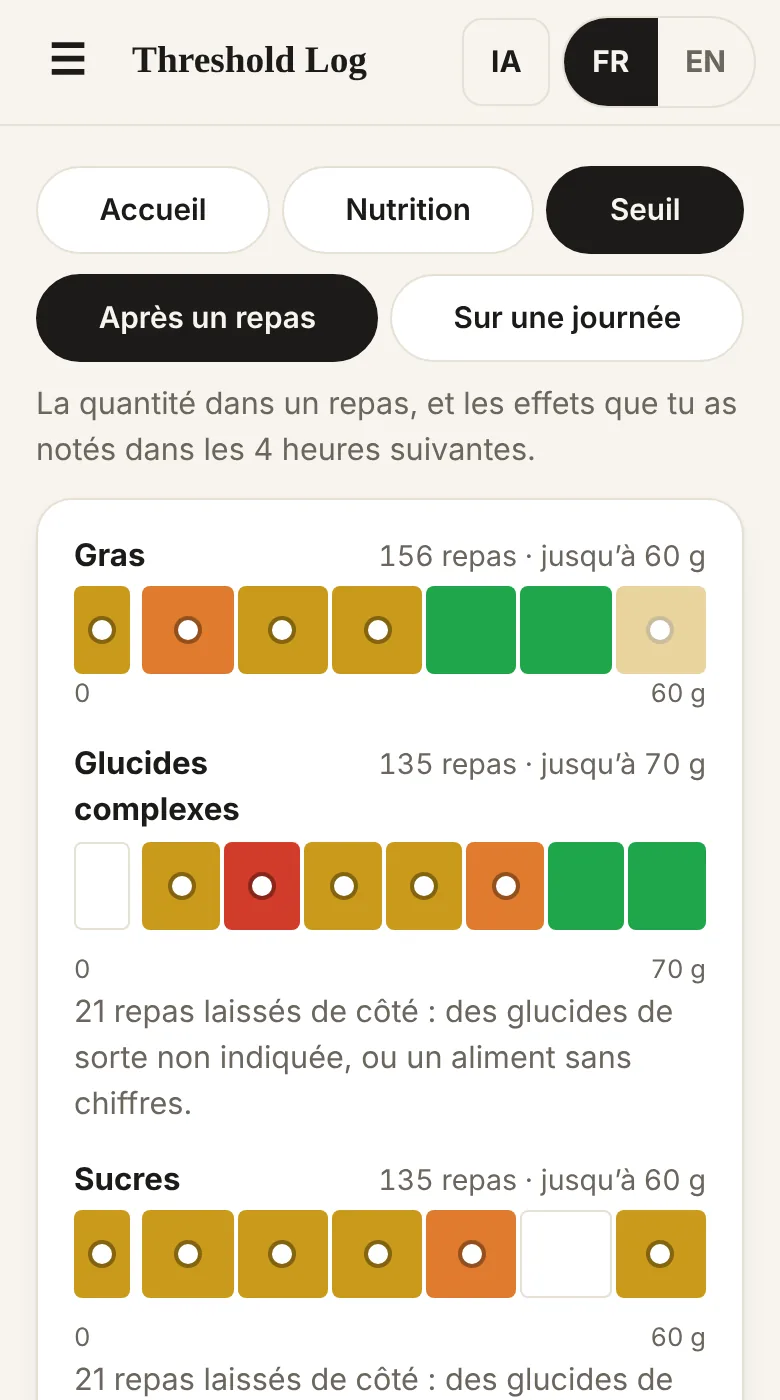 ☰ Threshold Log IA FR EN
Accueil Nutrition Seuil
Après un repas Sur une journée
La quantité dans un repas, et les effets que tu as
notés dans les 4 heures suivantes.
Gras 156 repas · jusqu’à 60 g
0 60 g
Glucides 135 repas · jusqu’à 70 g
complexes
0 70 g
21 repas laissés de côté : des glucides de
sorte non indiquée, ou un aliment sans
chiffres.
Sucres 135 repas · jusqu’à 60 g
0 60 g
21 repas laissés de côté : des glucides de